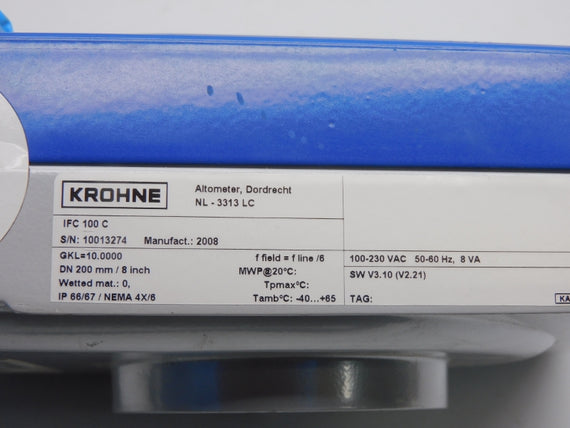 KROHNE
Altometer, Dordrecht
NL - 3313 LC
IFC 100 C
S/N: 10013274 Manufact.: 2008
GKL=10.0000 f field = f line /6
DN 200 mm / 8 inch MWP@20°C:
Wetted mat.: 0, Tpmax°C:
IP 66/67 / NEMA 4X/6 Tamb°C: -40...+65
100-230 VAC 50-60 Hz, 8 VA
SW V3.10 (V2.21)
TAG:
KA